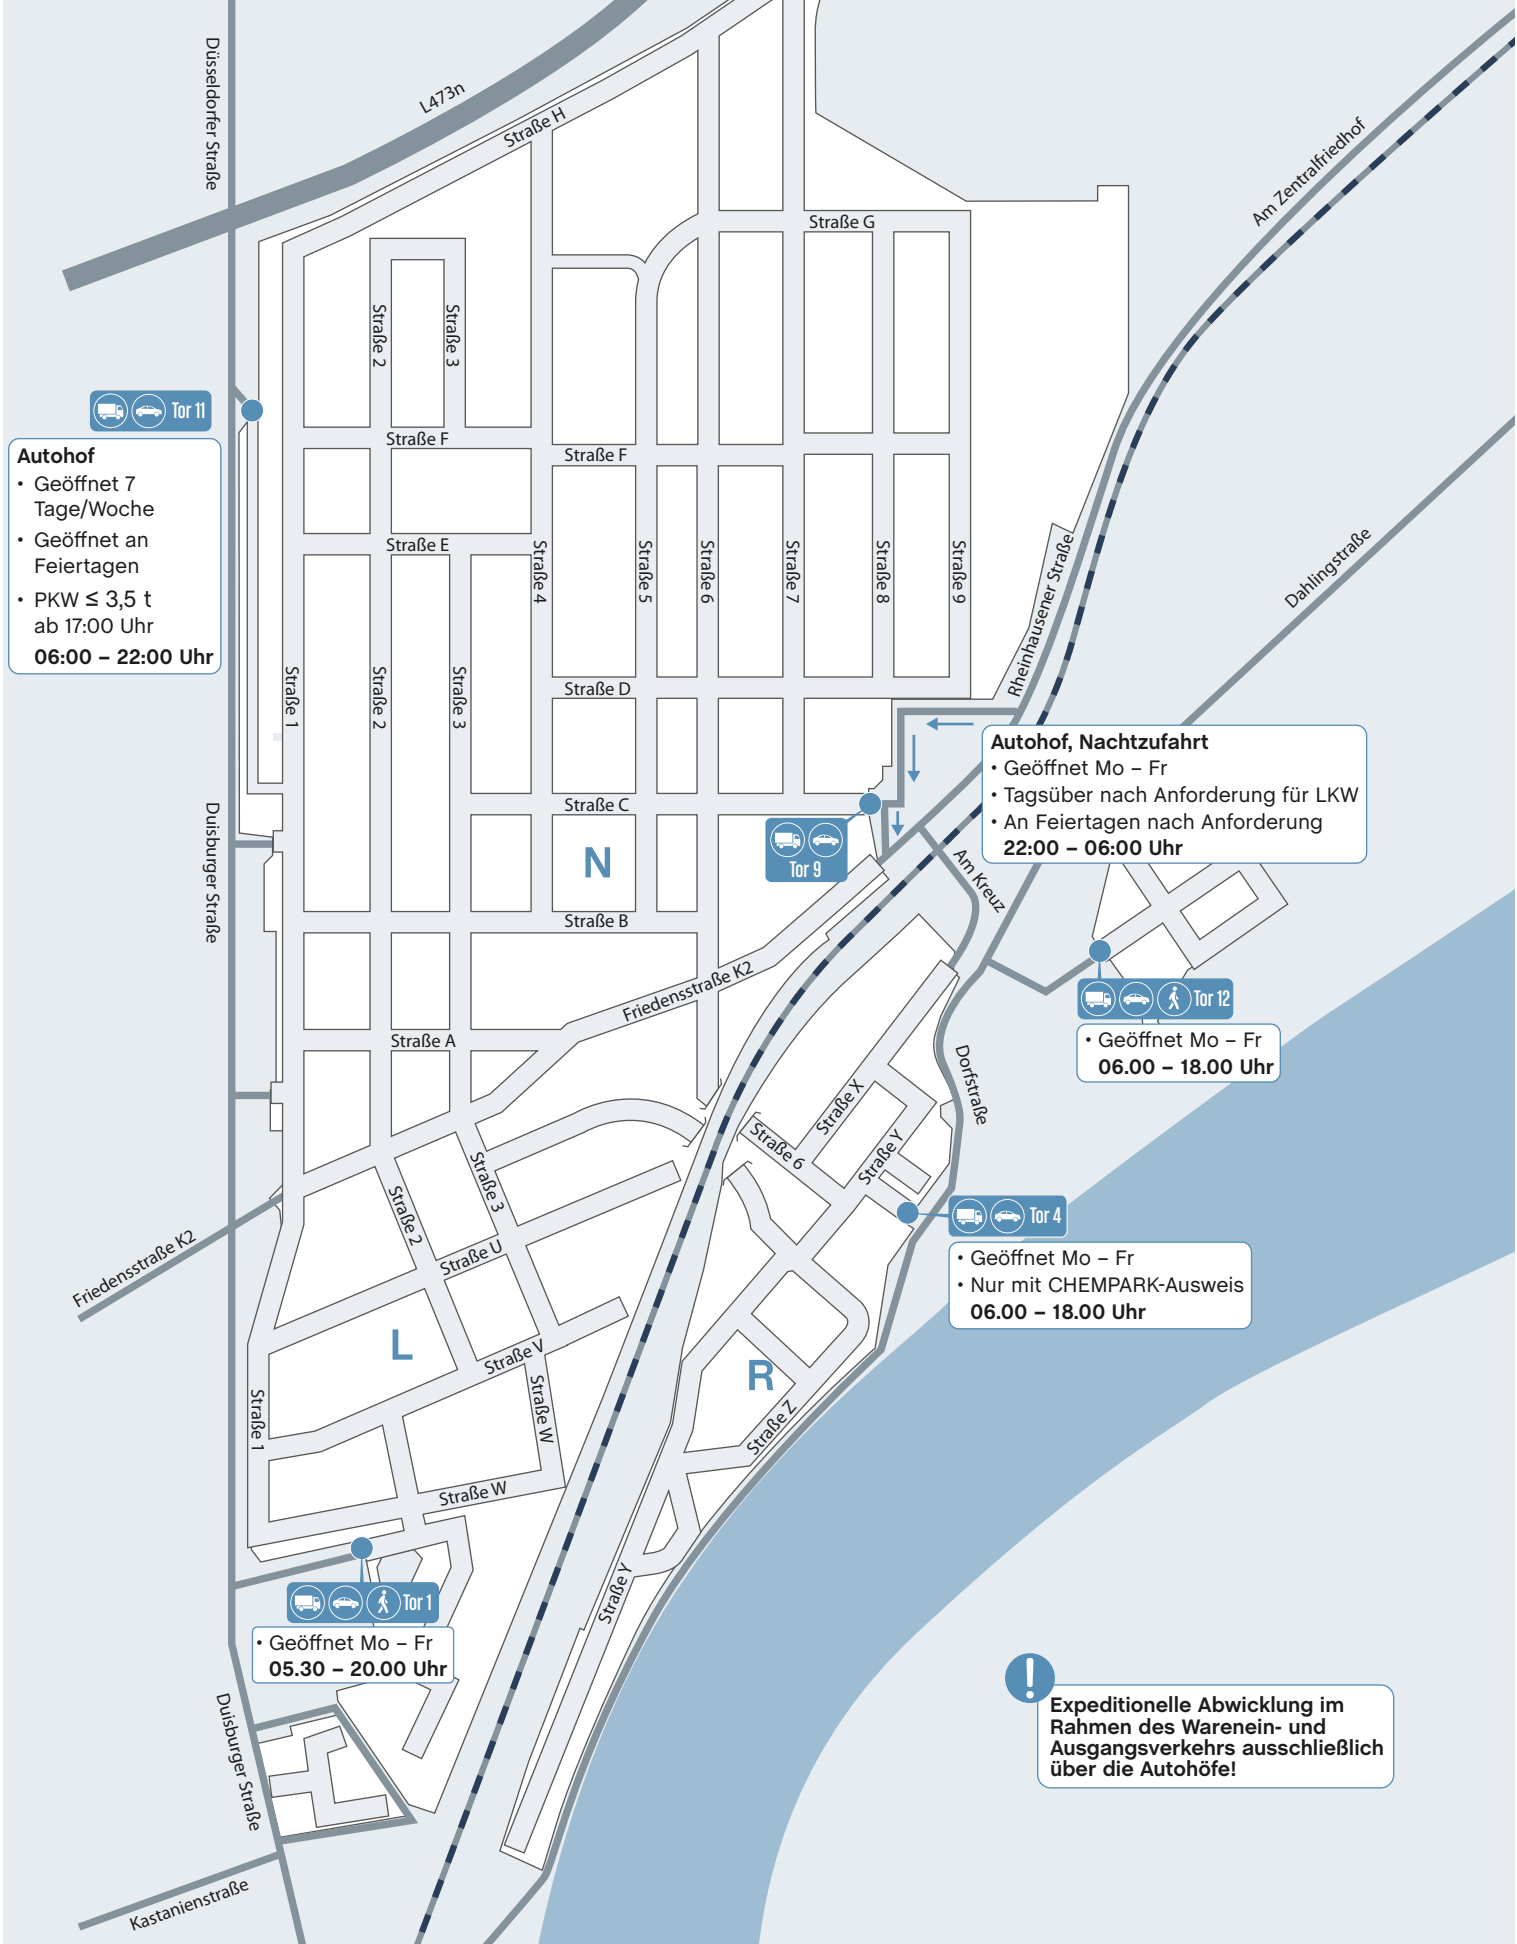 Düsseldorfer Straße
L473n
Straße H
Am Zentralfriedhof
Straße G
Straße 2
Straße 3
Tor 11
Autohof
• Geöffnet 7
Tage/Woche
• Geöffnet an
Feiertagen
• PKW ≤ 3,5 t
ab 17:00 Uhr
06:00 – 22:00 Uhr
Straße F
Straße F
Straße E
Straße 4
Straße 5
Straße 6
Straße 7
Straße 8
Straße 9
Rheinhausener Straße
Dahlingstraße
Straße 1
Straße 2
Straße 3
Straße D
Autohof, Nachtzufahrt
• Geöffnet Mo – Fr
• Tagsüber nach Anforderung für LKW
• An Feiertagen nach Anforderung
22:00 – 06:00 Uhr
Straße C
Duisburger Straße
N
Tor 9
Am Kreuz
Straße B
Friedensstraße K2
Tor 12
• Geöffnet Mo – Fr
06.00 – 18.00 Uhr
Straße A
Dorfstraße
Straße X
Straße 6
Straße Y
Straße 3
Straße 2
Tor 4
• Geöffnet Mo – Fr
• Nur mit CHEMPARK-Ausweis
06.00 – 18.00 Uhr
Friedensstraße K2
Straße U
L
Straße V
R
Straße 1
Straße W
Straße Z
Straße W
Straße Y
Tor 1
• Geöffnet Mo – Fr
05.30 – 20.00 Uhr
Duisburger Straße
!
Expeditionelle Abwicklung im
Rahmen des Warenein- und
Ausgangsverkehrs ausschließlich
über die Autohöfe!
Kastanienstraße